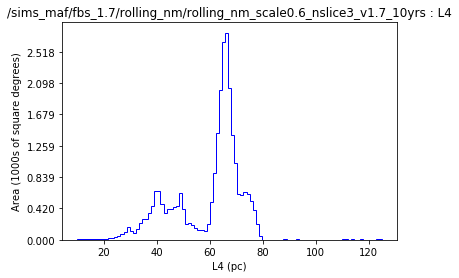 /sims_maf/fbs_1.7/rolling_nm/rolling_nm_scale0.6_nslice3_v1.7_10yrs : L4
Area (1000s of square degrees)
2.518
2.098
1.679
1.259
0.839
0.420
0.000
20 40 60 80 100 120
L4 (pc)